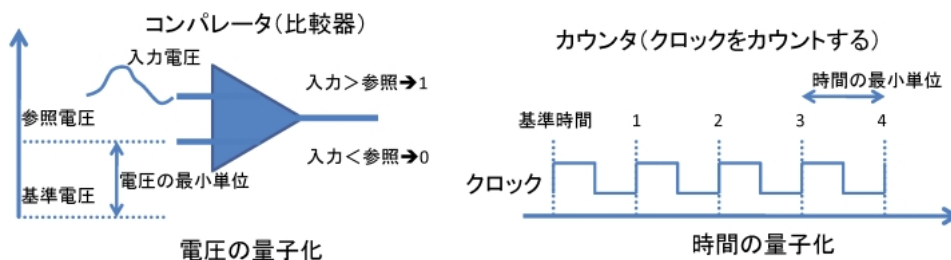 コンパレータ(比較器)
入力電圧
入力＞参照➔1
参照電圧
入力＜参照➔0
電圧の最小単位
基準電圧
電圧の量子化
カウンタ(クロックをカウントする)
時間の最小単位
基準時間 1 2 3 4
クロック
時間の量子化